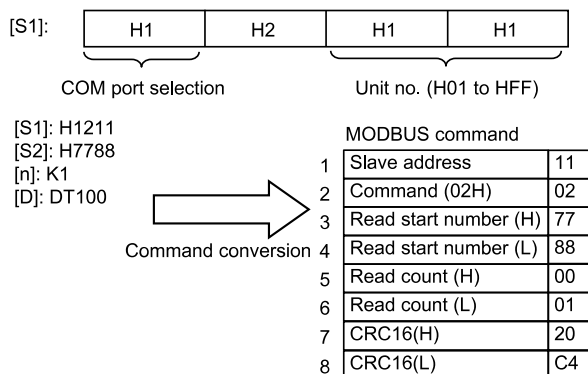 [S1]: H1 H2 H1 H1
COM port selection Unit no. (H01 to HFF)
[S1]: H1211
[S2]: H7788
[n]: K1
[D]: DT100
Command conversion
MODBUS command
1 Slave address 11
2 Command (02H) 02
3 Read start number (H) 77
4 Read start number (L) 88
5 Read count (H) 00
6 Read count (L) 01
7 CRC16(H) 20
8 CRC16(L) C4